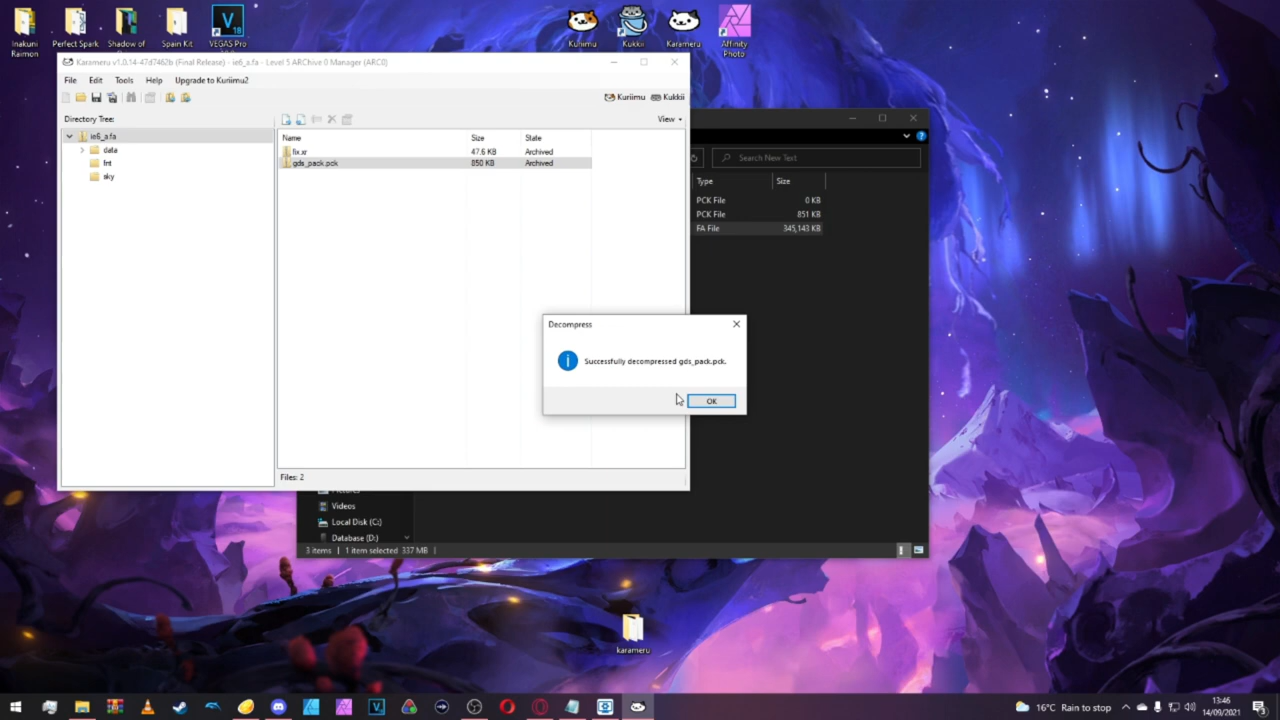 Inakuni Raimon
Perfect Spark
Shadow of
Spain Kit
VEGAS Pro
Kuriimu
Kukkii
Karameru
Affinity Photo
Karameru v1.0.14-47d7462b (Final Release) - ie6_a.fa - Level 5 ARChive 0 Manager (ARC0)
File Edit Tools Help Upgrade to Kuriimu2
Kuriimu Kukkii
Directory Tree:
View
ie6_a.fa
data
fnt
sky
Name Size State
fix.xr 47.6 KB Archived
gds_pack.pck 850 KB Archived
Files: 2
Search New Text
Type Size
PCK File 0 KB
PCK File 851 KB
FA File 345,143 KB
Decompress
Successfully decompressed gds_pack.pck.
OK
Pictures
Videos
Local Disk (C:)
Database (D:)
3 items 1 item selected 337 MB
karameru
16°C Rain to stop
13:46
14/09/2021